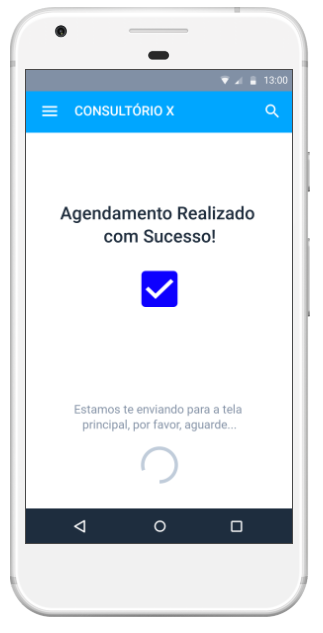 13:00
CONSULTÓRIO X
Agendamento Realizado
com Sucesso!
Estamos te enviando para a tela
principal, por favor, aguarde...